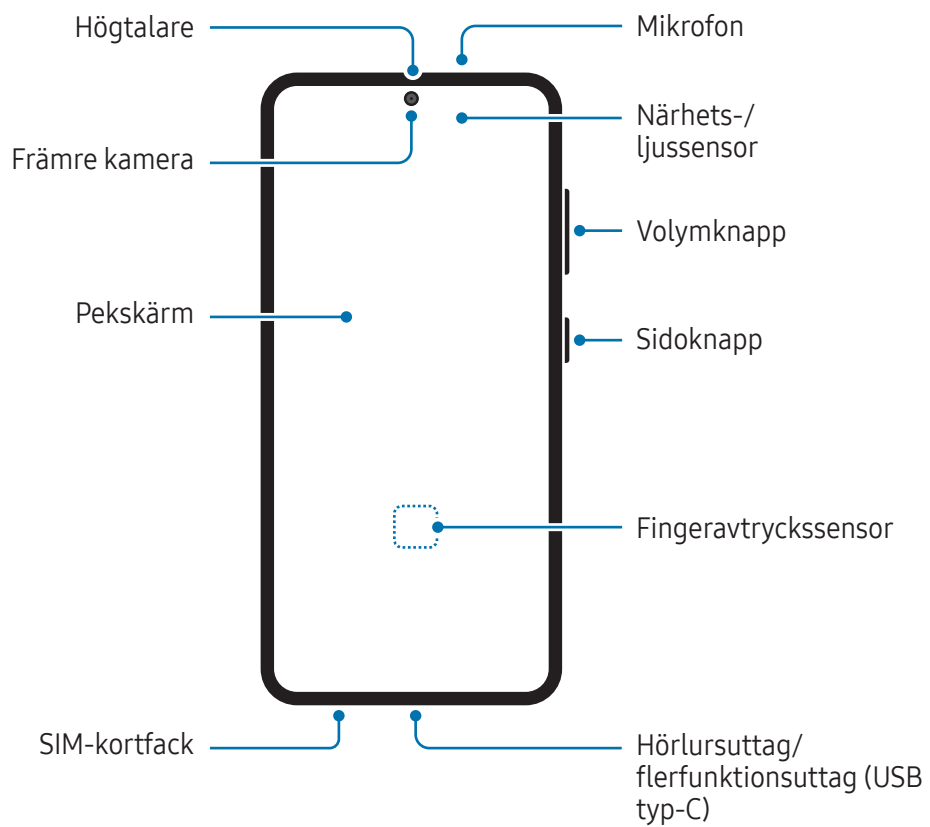 Högtalare
Mikrofon
Närhets-/
ljussensor
Främre kamera
Volymknapp
Pekskärm
Sidoknapp
Fingeravtryckssensor
SIM-kortfack
Hörlursuttag/
flerfunktionsuttag (USB
typ-C)